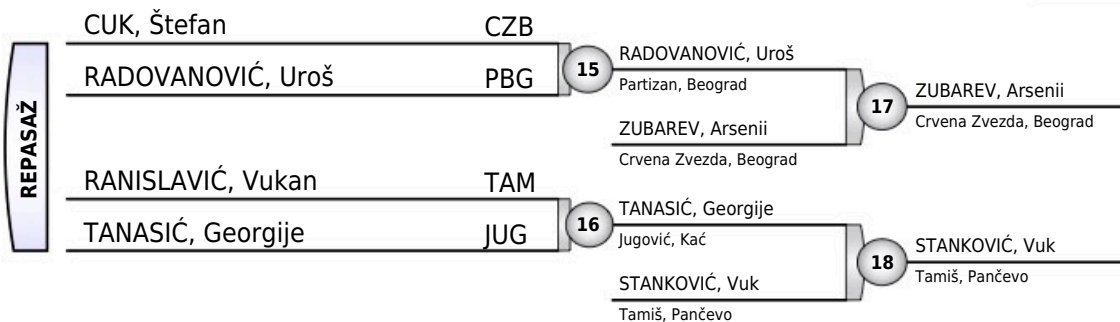 REPASAŽ
CUK, Štefan CZB
RADOVANOVIĆ, Uroš PBG
15
RADOVANOVIĆ, Uroš
Partizan, Beograd
ZUBAREV, Arsenii
Crvena Zvezda, Beograd
17
ZUBAREV, Arsenii
Crvena Zvezda, Beograd
RANISLAVIĆ, Vukan TAM
TANASIĆ, Georgije JUG
16
TANASIĆ, Georgije
Jugović, Kać
STANKOVIĆ, Vuk
Tamiš, Pančevo
18
STANKOVIĆ, Vuk
Tamiš, Pančevo